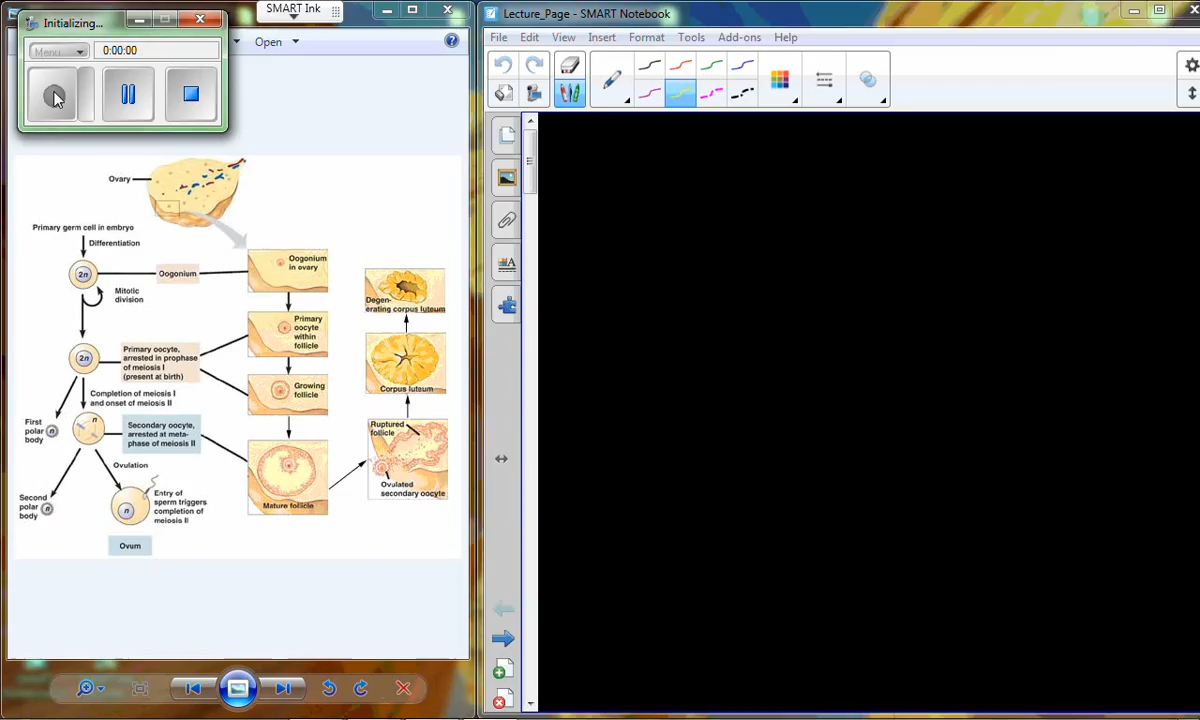 Initializing...
Menu
0:00:00
SMART Ink
Open
Lecture_Page - SMART Notebook
File Edit View Insert Format Tools Add-ons Help
Ovary
Primary germ cell in embryo
Differentiation
2n
Oogonium
Oogonium
in ovary
Mitotic
division
Primary
oocyte
within
follicle
2n
Primary oocyte,
arrested in prophase
of meiosis I
(present at birth)
Growing
follicle
Completion of meiosis I
and onset of meiosis II
First
polar
body
n
n
Secondary oocyte,
arrested at meta-
phase of meiosis II
Ovulation
Mature follicle
Second
polar
body
n
n
Entry of
sperm triggers
completion of
meiosis II
Ovum
Degen-
erating corpus luteum
Corpus luteum
Ruptured
follicle
Ovulated
secondary oocyte